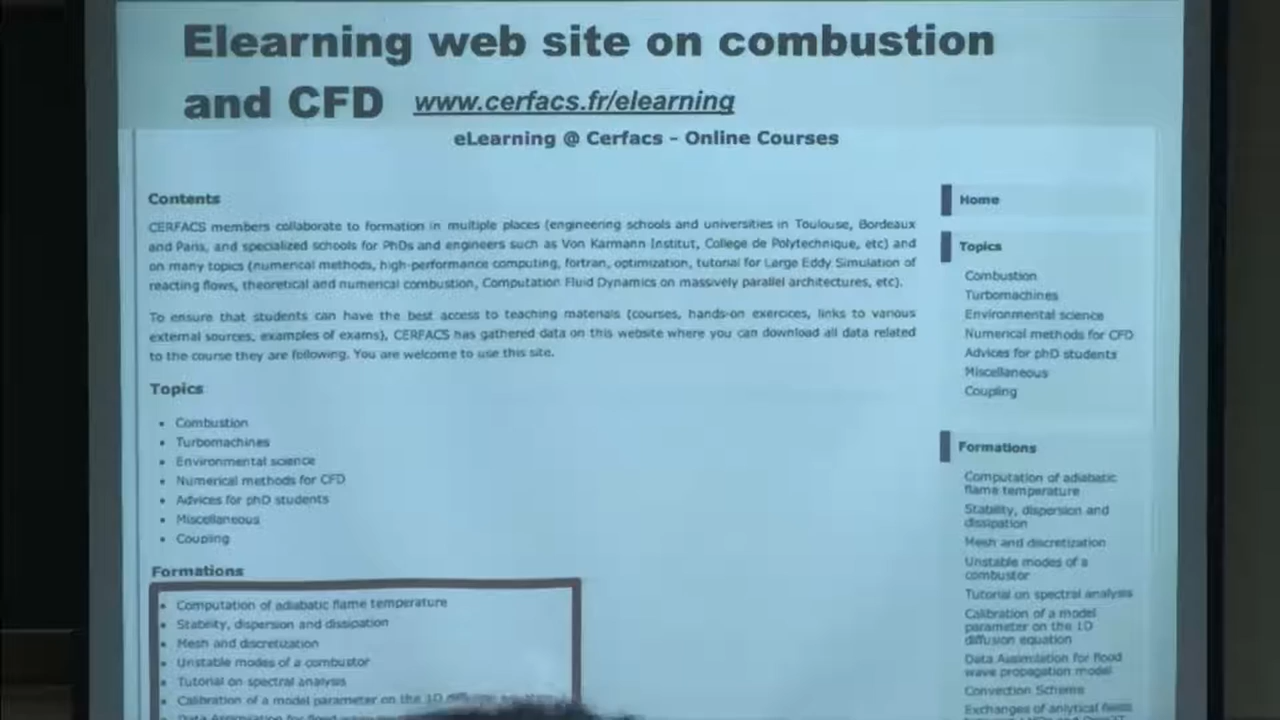 Elearning web site on combustion
and CFD www.cerfacs.fr/elearning
eLearning @ Cerfacs - Online Courses
Contents
CERFACS members collaborate to formation in multiple places (engineering schools and universities in Toulouse, Bordeaux
and Paris, and specialized schools for PhDs and engineers such as Von Karmann Institut, College de Polytechnique, etc) and
on many topics (numerical methods, high-performance computing, fortran, optimization, tutorial for Large Eddy Simulation of
reacting flows, theoretical and numerical combustion, Computation Fluid Dynamics on massively parallel architectures, etc).
To ensure that students can have the best access to teaching materials (courses, hands-on exercices, links to various
external sources, examples of exams), CERFACS has gathered data on this website where you can download all data related
to the course they are following. You are welcome to use this site.
Topics
• Combustion
• Turbomachines
• Environmental science
• Numerical methods for CFD
• Advices for phD students
• Miscellaneous
• Coupling
Formations
• Computation of adiabatic flame temperature
• Stability, dispersion and dissipation
• Mesh and discretization
• Unstable modes of a combustor
• Tutorial on spectral analysis
• Calibration of a model parameter on the 1D
Home
Topics
Combustion
Turbomachines
Environmental science
Numerical methods for CFD
Advices for phD students
Miscellaneous
Coupling
Formations
Computation of adiabatic
flame temperature
Stability, dispersion and
dissipation
Mesh and discretization
Unstable modes of a
combustor
Tutorial on spectral analysis
Calibration of a model
parameter on the 1D
diffusion equation
Data Assimilation for flood
wave propagation model
Convection Scheme
Exchanges of anlytical fields